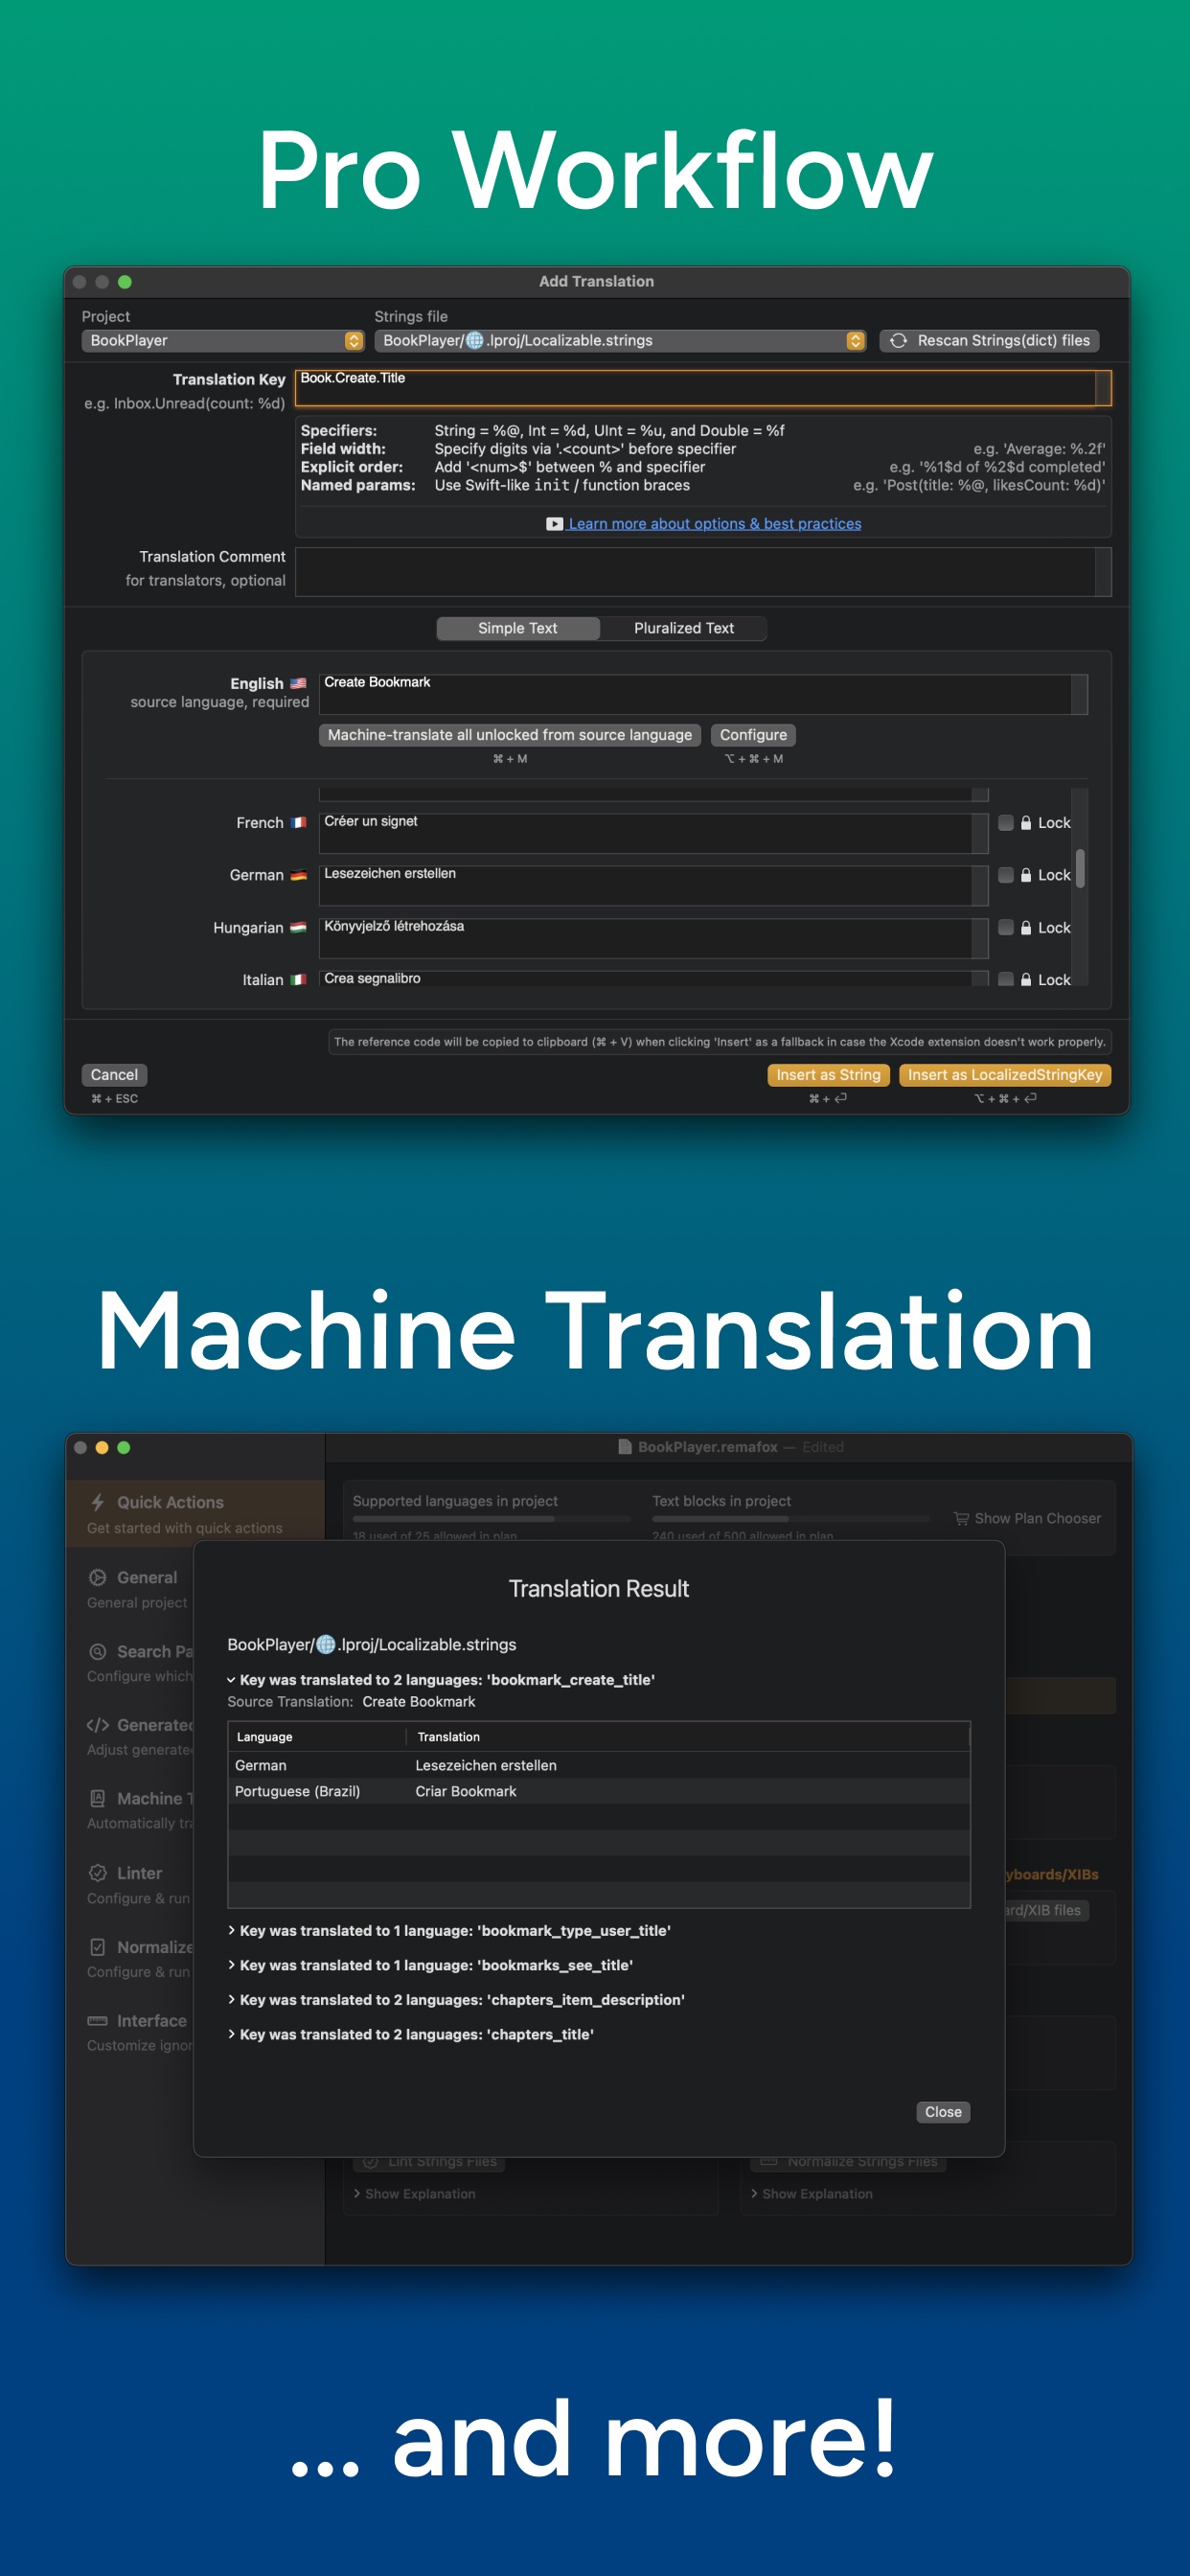 Pro Workflow
Add Translation
Project
Strings file
BookPlayer
BookPlayer/🌐.lproj/Localizable.strings
Rescan Strings(dict) files
Translation Key
Book.Create.Title
e.g. Inbox.Unread(count: %d)
Specifiers: String = %@, Int = %d, UInt = %u, and Double = %f
Field width: Specify digits via '.<count>' before specifier e.g. 'Average: %.2f'
Explicit order: Add '<num>$' between % and specifier e.g. '%1$d of %2$d completed'
Named params: Use Swift-like init / function braces e.g. 'Post(title: %@, likesCount: %d)'
Learn more about options & best practices
Translation Comment
for translators, optional
Simple Text
Pluralized Text
English 🇺🇸
Create Bookmark
source language, required
Machine-translate all unlocked from source language
Configure
⌘ + M
⌥ + ⌘ + M
French 🇫🇷 Créer un signet Lock
German 🇩🇪 Lesezeichen erstellen Lock
Hungarian 🇭🇺 Könyvjelző létrehozása Lock
Italian 🇮🇹 Crea segnalibro Lock
The reference code will be copied to clipboard (⌘ + V) when clicking 'Insert' as a fallback in case the Xcode extension doesn't work properly.
Cancel
Insert as String
Insert as LocalizedStringKey
⌘ + ESC
⌘ + ⏎
⌥ + ⌘ + ⏎
Machine Translation
BookPlayer.remafox — Edited
Quick Actions
Get started with quick actions
Supported languages in project
Text blocks in project
18 used of 25 allowed in plan
240 used of 500 allowed in plan
Show Plan Chooser
General
General project
Search Pa
Configure which
Generated
Adjust generated
Machine T
Automatically tra
Linter
Configure & run
Normalize
Configure & run
Interface
Customize ignor
Translation Result
BookPlayer/🌐.lproj/Localizable.strings
Key was translated to 2 languages: 'bookmark_create_title'
Source Translation: Create Bookmark
Language Translation
German Lesezeichen erstellen
Portuguese (Brazil) Criar Bookmark
Key was translated to 1 language: 'bookmark_type_user_title'
Key was translated to 1 language: 'bookmarks_see_title'
Key was translated to 2 languages: 'chapters_item_description'
Key was translated to 2 languages: 'chapters_title'
Close
yboards/XIBs
ard/XIB files
Lint Strings Files
Normalize Strings Files
Show Explanation
Show Explanation
... and more!